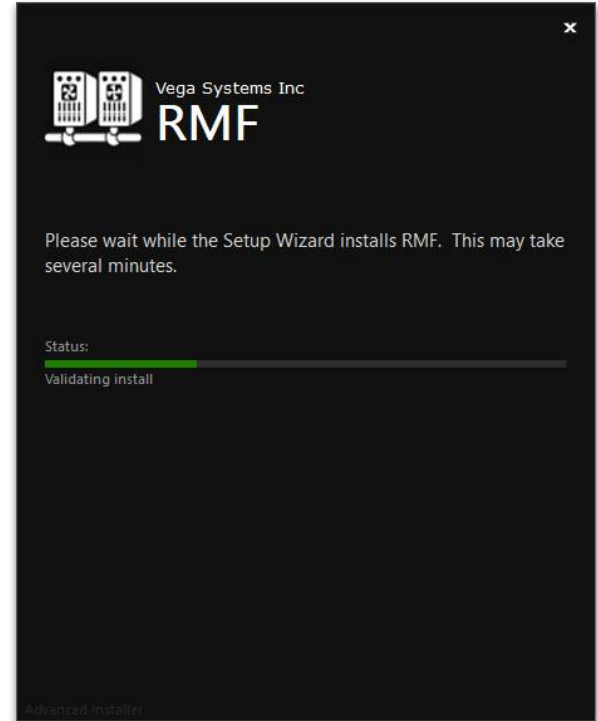 Vega Systems Inc
RMF
Please wait while the Setup Wizard installs RMF.  This may take
several minutes.
Status:
Validating install
Advanced Installer